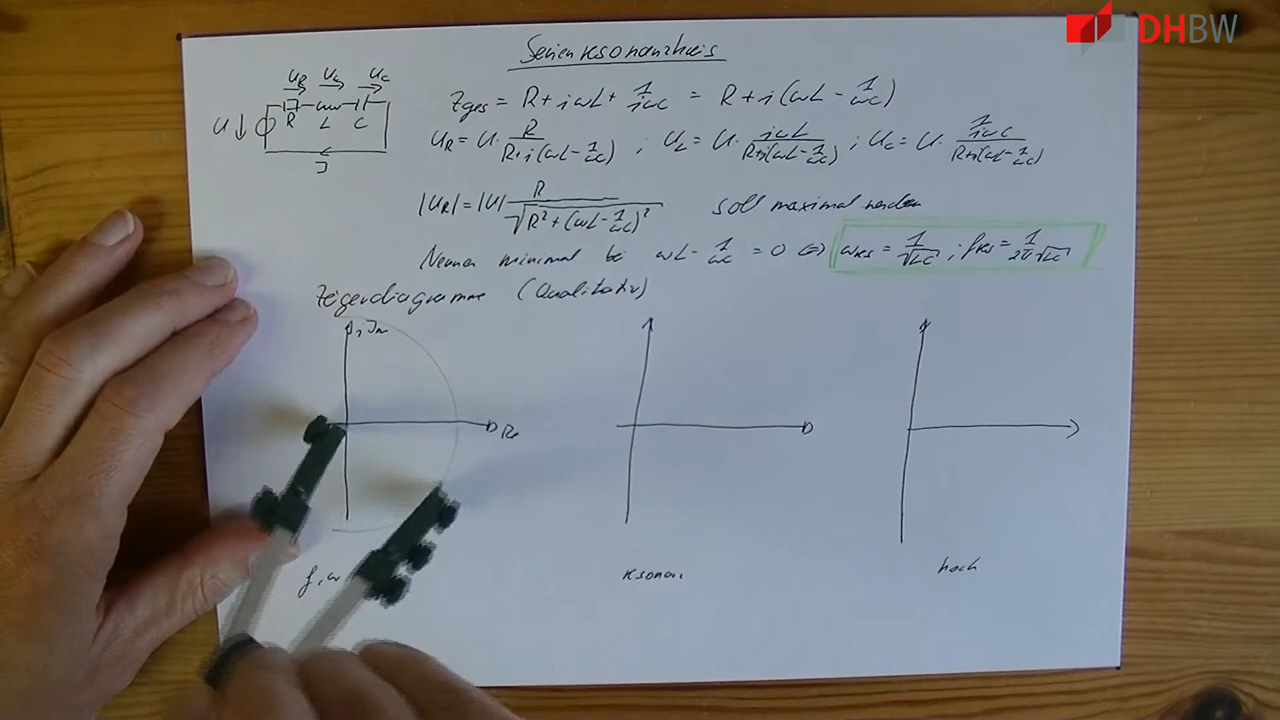 DHBW
Serienresonanzkreis
U_R U_L U_C
U R L C
I
Z_ges = R + iωL + 1/(iωC) = R + i(ωL - 1/(ωC))
U_R = U · R/(R+i(ωL - 1/(ωC))) ; U_L = U · iωL/(R+i(ωL - 1/(ωC))) ; U_C = U · (1/(iωC))/(R+i(ωL - 1/(ωC)))
|U_R| = |U| R/√(R² + (ωL - 1/(ωC))²) soll maximal werden
Nenner minimal bei ωL - 1/(ωC) = 0 ⇔ ω_RES = 1/√(LC) ; f_RES = 1/(2π√(LC))
Zeigerdiagramme (Qualitativ)
Im
Re
f, ω
Resonanz
hoch